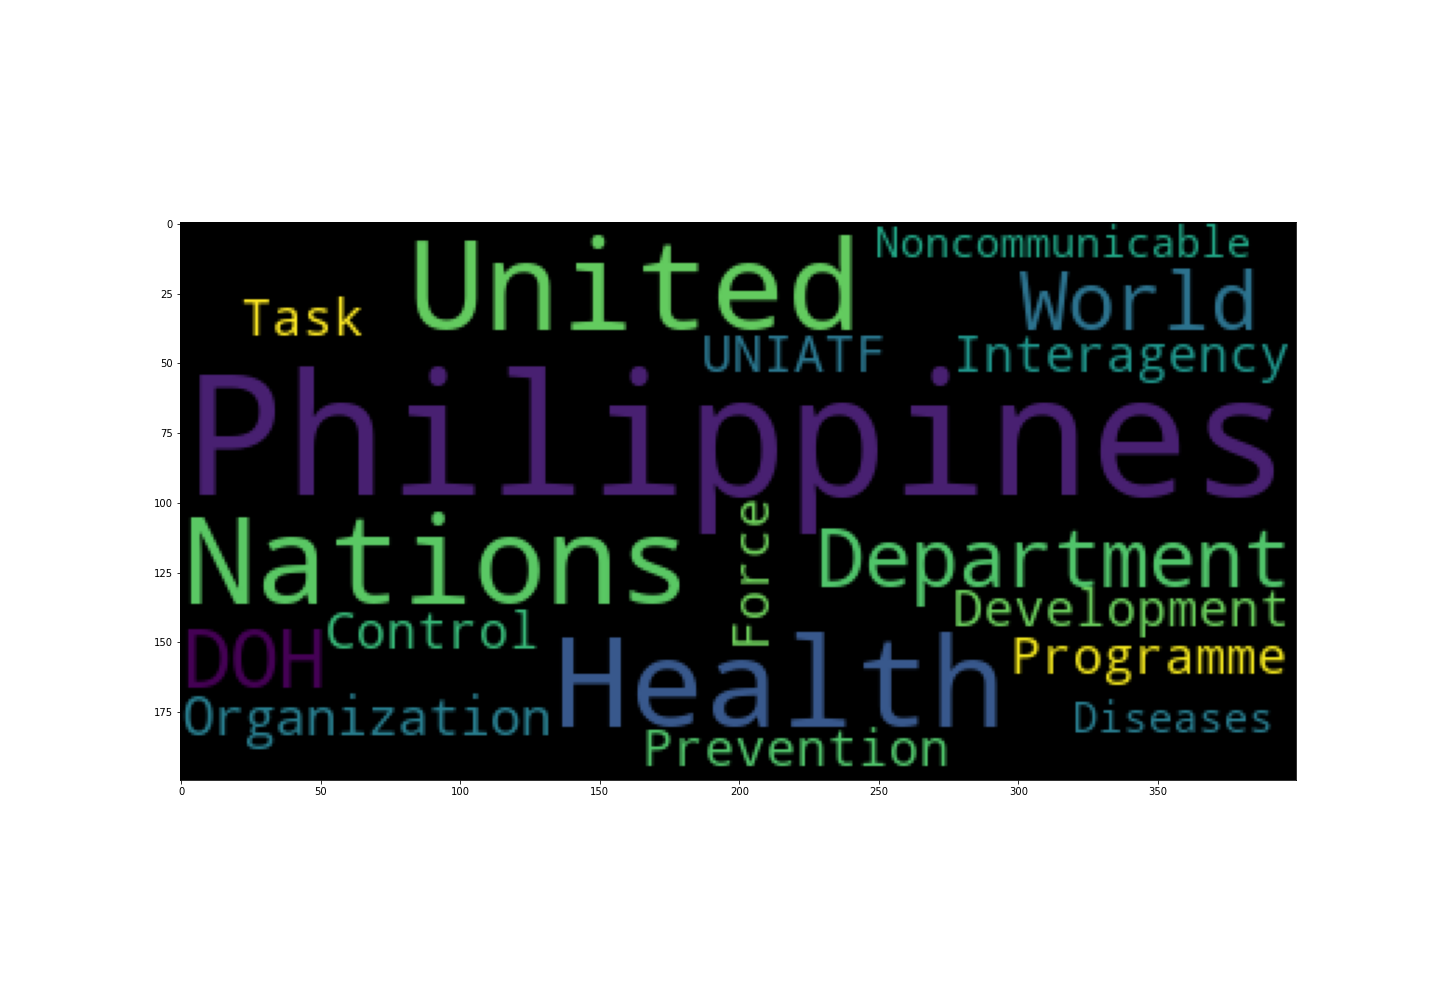 0
25
50
75
100
125
150
175
United
Noncommunicable
Task
World
UNIATF
Interagency
Philippines
Nations
Force
Department
Development
DOH
Control
Health
Programme
Organization
Diseases
Prevention
0 50 100 150 200 250 300 350